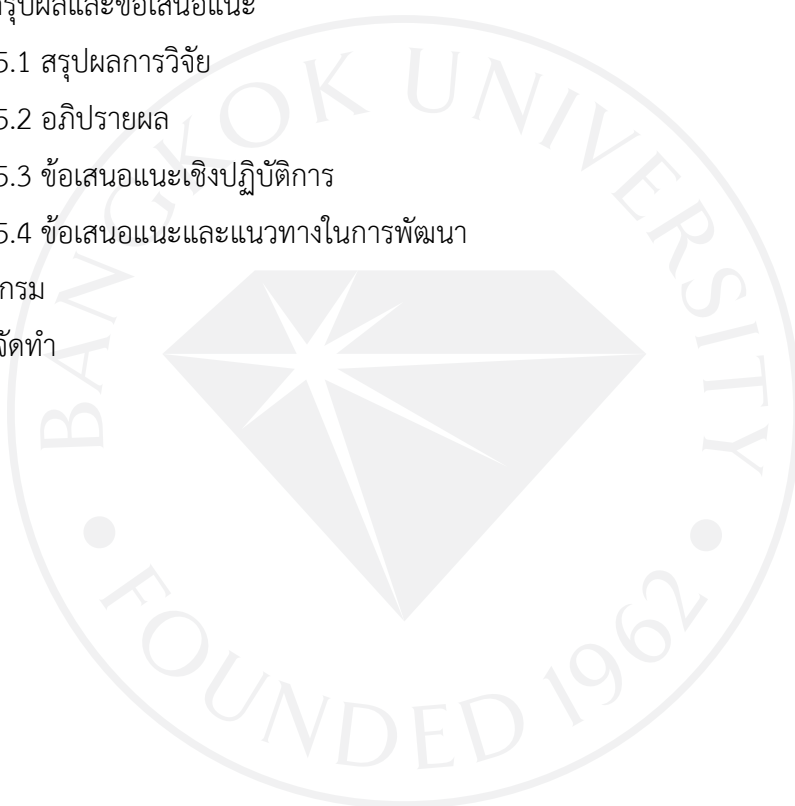 สรุปผลและข้อเสนอแนะ
5.1 สรุปผลการวิจัย
5.2 อภิปรายผล
5.3 ข้อเสนอแนะเชิงปฏิบัติการ
5.4 ข้อเสนอแนะและแนวทางในการพัฒนา
กรม
จัดทำ
BANGKOK UNIVERSITY
FOUNDED 1962